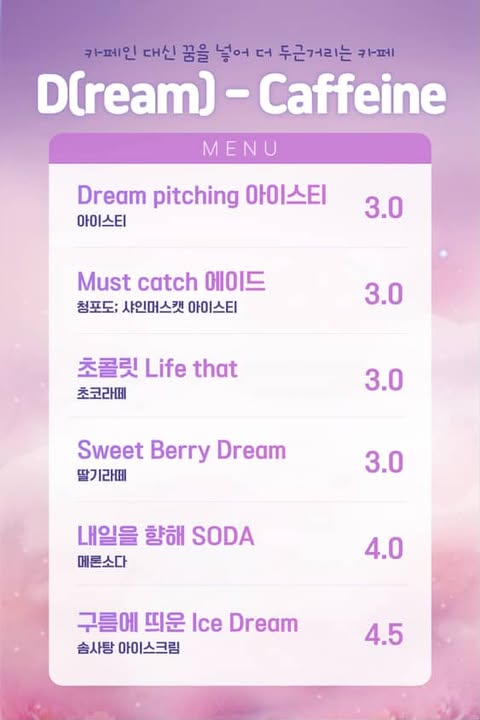 카페인 대신 꿈을 넣어 더 두근거리는 카페
D(ream) - Caffeine
MENU
Dream pitching 아이스티 3.0
아이스티
Must catch 에이드 3.0
청포도; 샤인머스캣 아이스티
초콜릿 Life that 3.0
초코라떼
Sweet Berry Dream 3.0
딸기라떼
내일을 향해 SODA 4.0
메론소다
구름에 띄운 Ice Dream 4.5
솜사탕 아이스크림